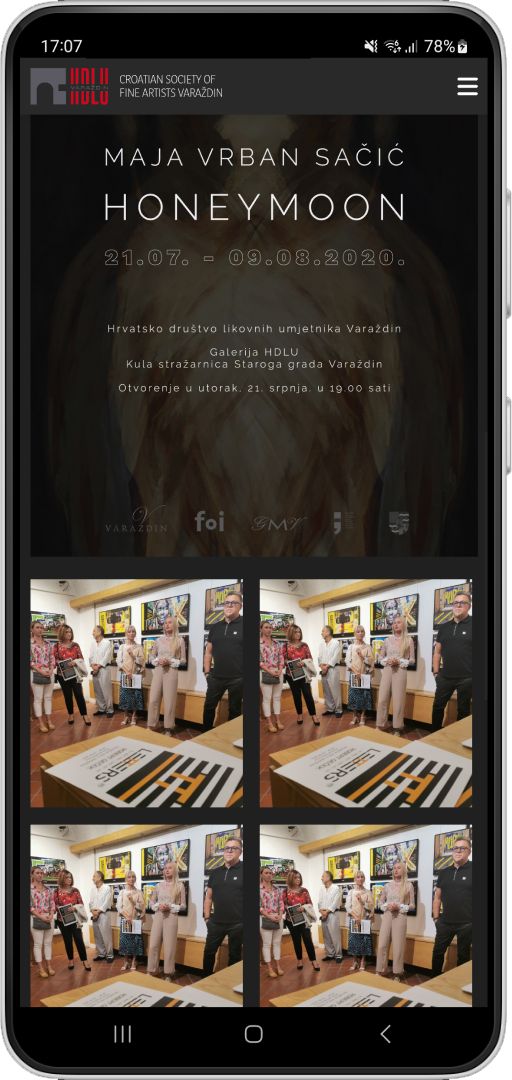 17:07
78%
HDLU
VARAŽDIN
CROATIAN SOCIETY OF
FINE ARTISTS VARAŽDIN
MAJA VRBAN SAČIĆ
HONEYMOON
21.07. - 09.08.2020.
Hrvatsko društvo likovnih umjetnika Varaždin
Galerija HDLU
Kula stražarnica Staroga grada Varaždin
Otvorenje u utorak, 21. srpnja, u 19.00 sati
VARAŽDIN
foi
GMV
LETTERS
LETTERS